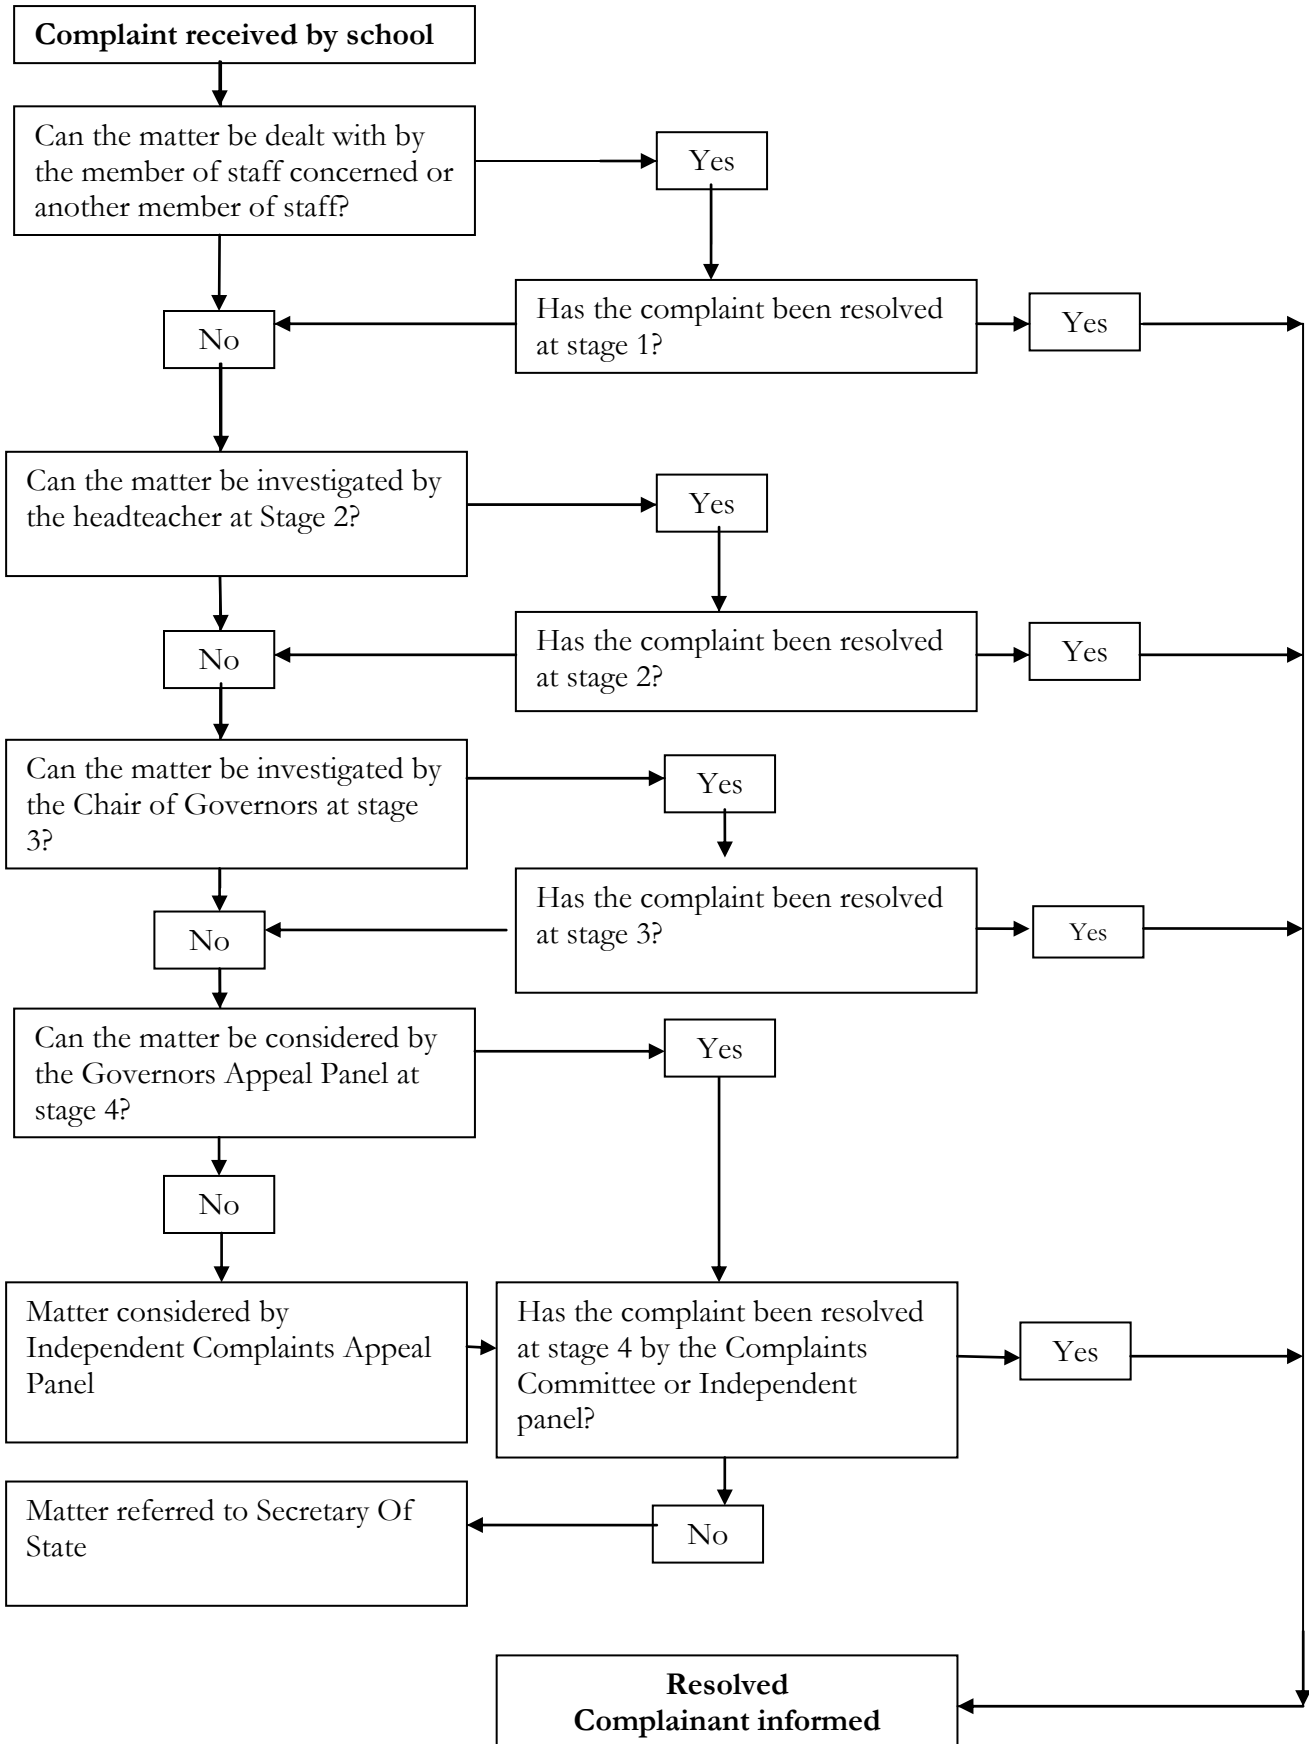 Complaint received by school
Can the matter be dealt with by
the member of staff concerned or
another member of staff?
Yes
Has the complaint been resolved
at stage 1?
Yes
No
Can the matter be investigated by
the headteacher at Stage 2?
Yes
Has the complaint been resolved
at stage 2?
Yes
No
Can the matter be investigated by
the Chair of Governors at stage
3?
Yes
Has the complaint been resolved
at stage 3?
Yes
No
Can the matter be considered by
the Governors Appeal Panel at
stage 4?
Yes
No
Matter considered by
Independent Complaints Appeal
Panel
Has the complaint been resolved
at stage 4 by the Complaints
Committee or Independent
panel?
Yes
No
Matter referred to Secretary Of
State
Resolved
Complainant informed